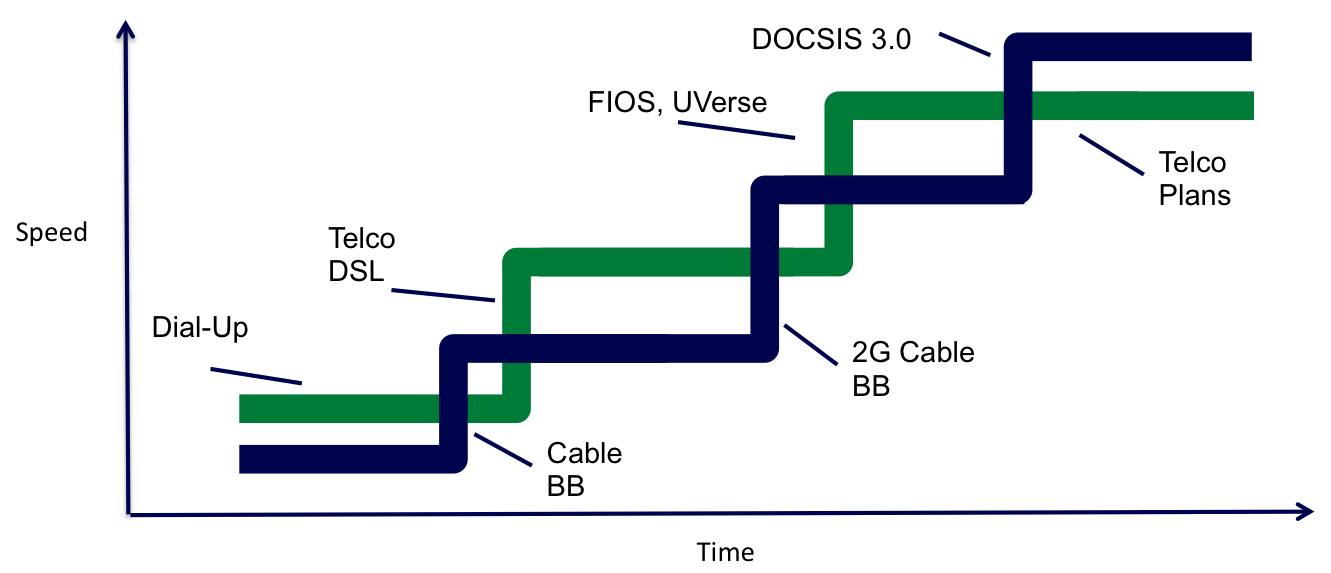 DOCSIS 3.0
FIOS, UVerse
Telco
Plans
Speed
Telco
DSL
Dial-Up
2G Cable
BB
Cable
BB
Time